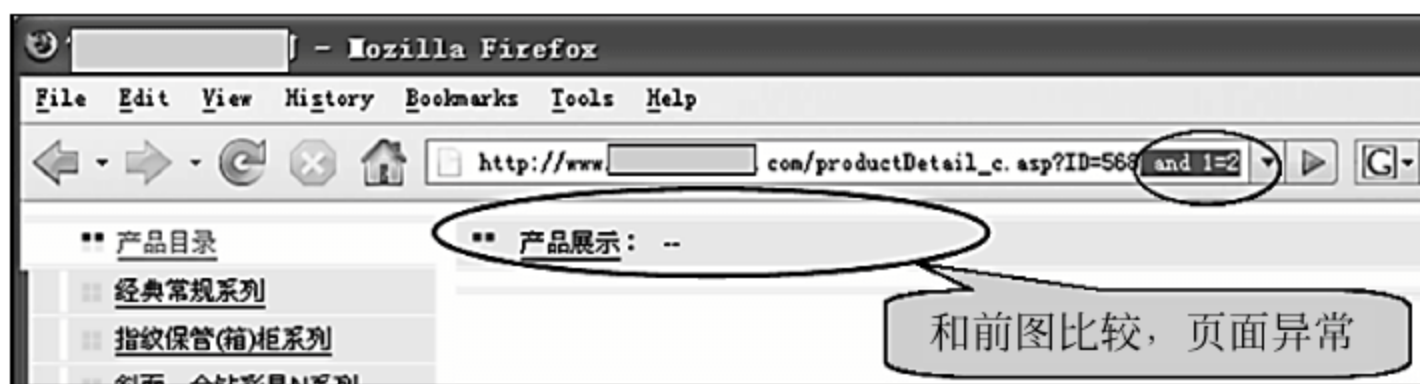 - Mozilla Firefox
File Edit View History Bookmarks Tools Help
http://www. .com/productDetail_c.asp?ID=568 and 1=2
G
产品目录
产品展示： --
经典常规系列
和前图比较，页面异常
指纹保管(箱)柜系列